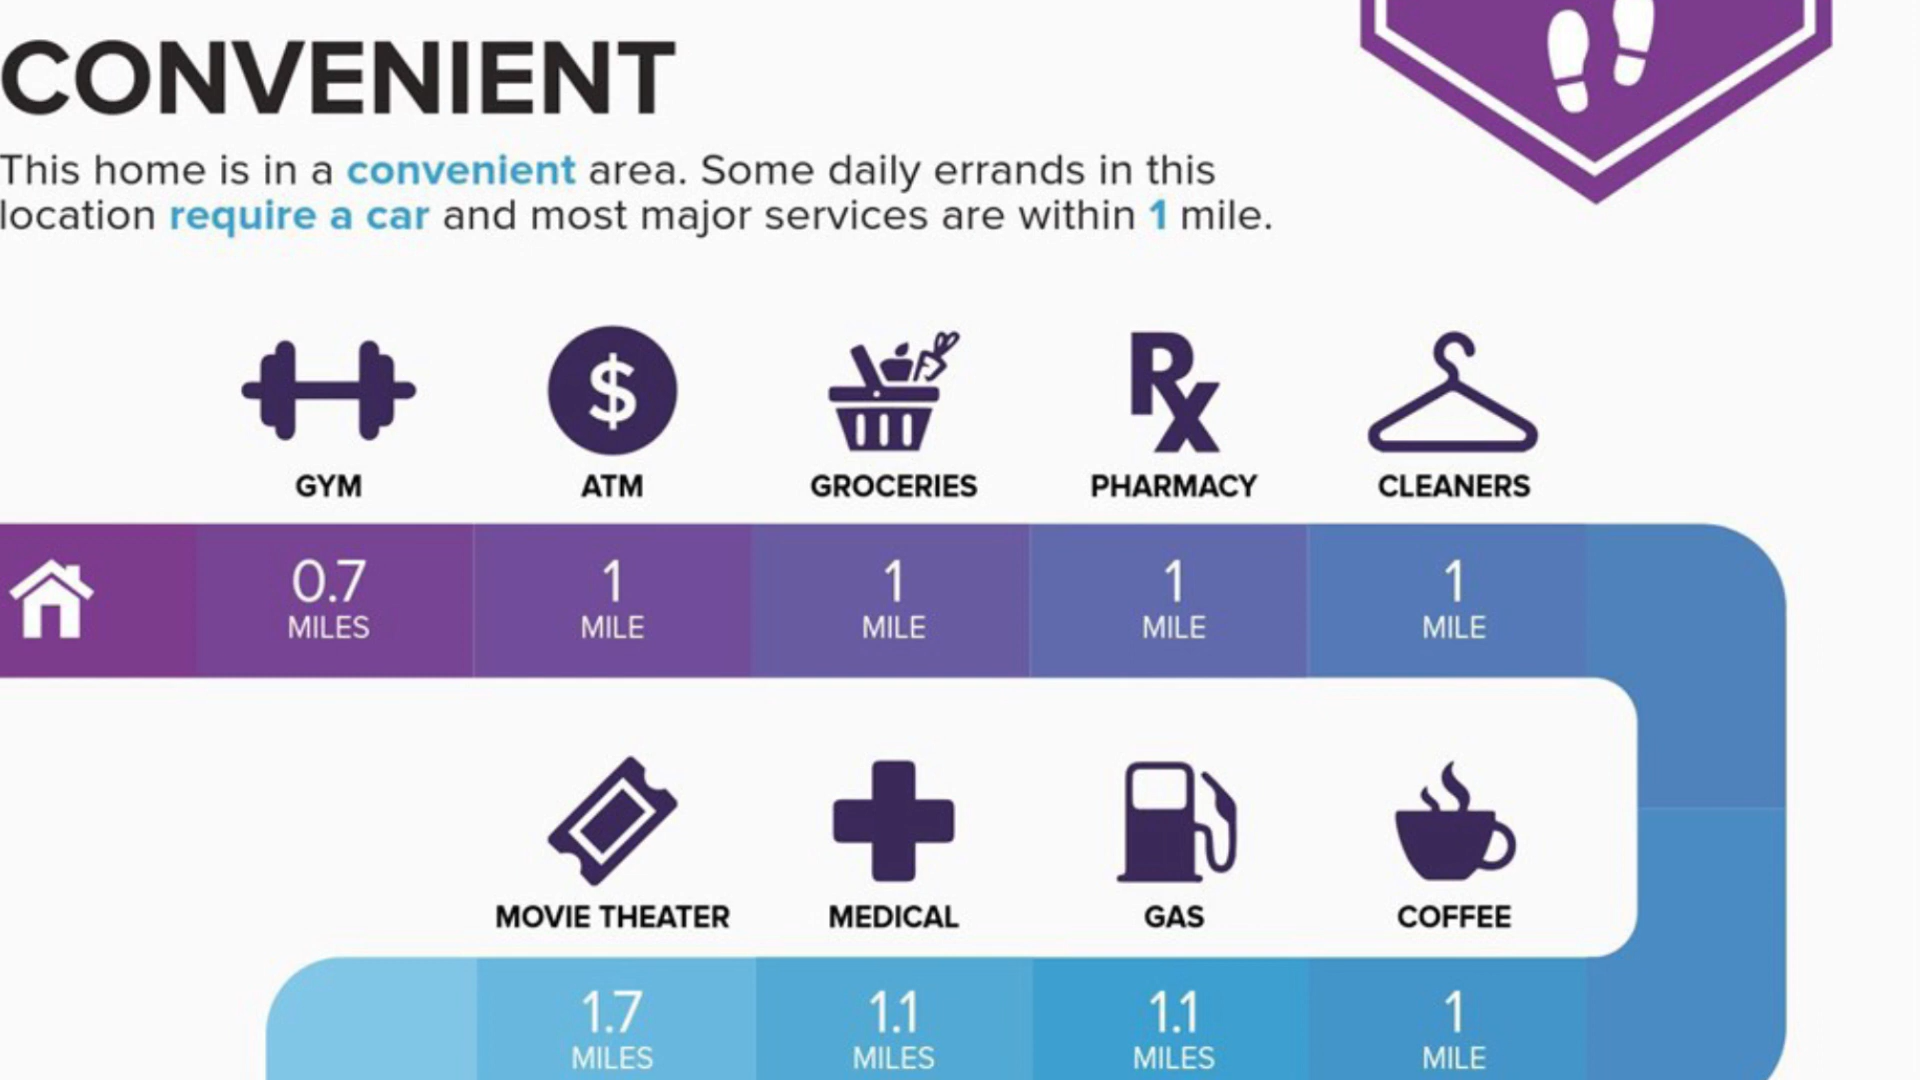 CONVENIENT
This home is in a convenient area. Some daily errands in this
location require a car and most major services are within 1 mile.
GYM
ATM
GROCERIES
PHARMACY
CLEANERS
$
Rx
0.7
MILES
1
MILE
1
MILE
1
MILE
1
MILE
MOVIE THEATER
MEDICAL
GAS
COFFEE
1.7
MILES
1.1
MILES
1.1
MILES
1
MILE